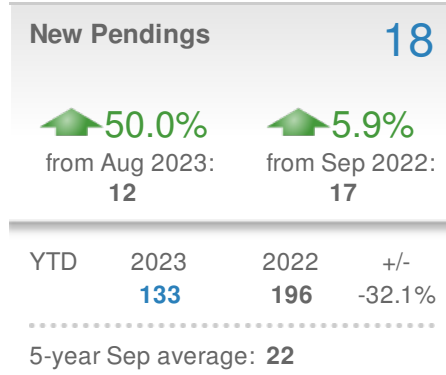 New Pendings 18
50.0% 5.9%
from Aug 2023: from Sep 2022:
12 17
YTD 2023 2022 +/-
133 196 -32.1%
5-year Sep average: 22